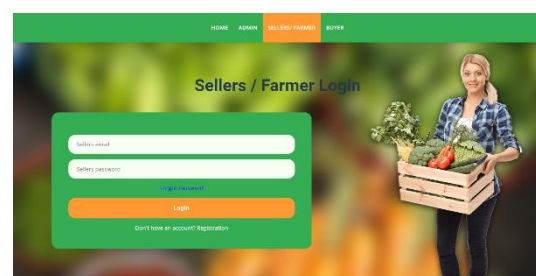 HOME ADMIN SELLERS/ FARMER BUYER
Sellers / Farmer Login
Sellers email
Sellers password
Forgot Password?
Login
Don't have an account? Registration